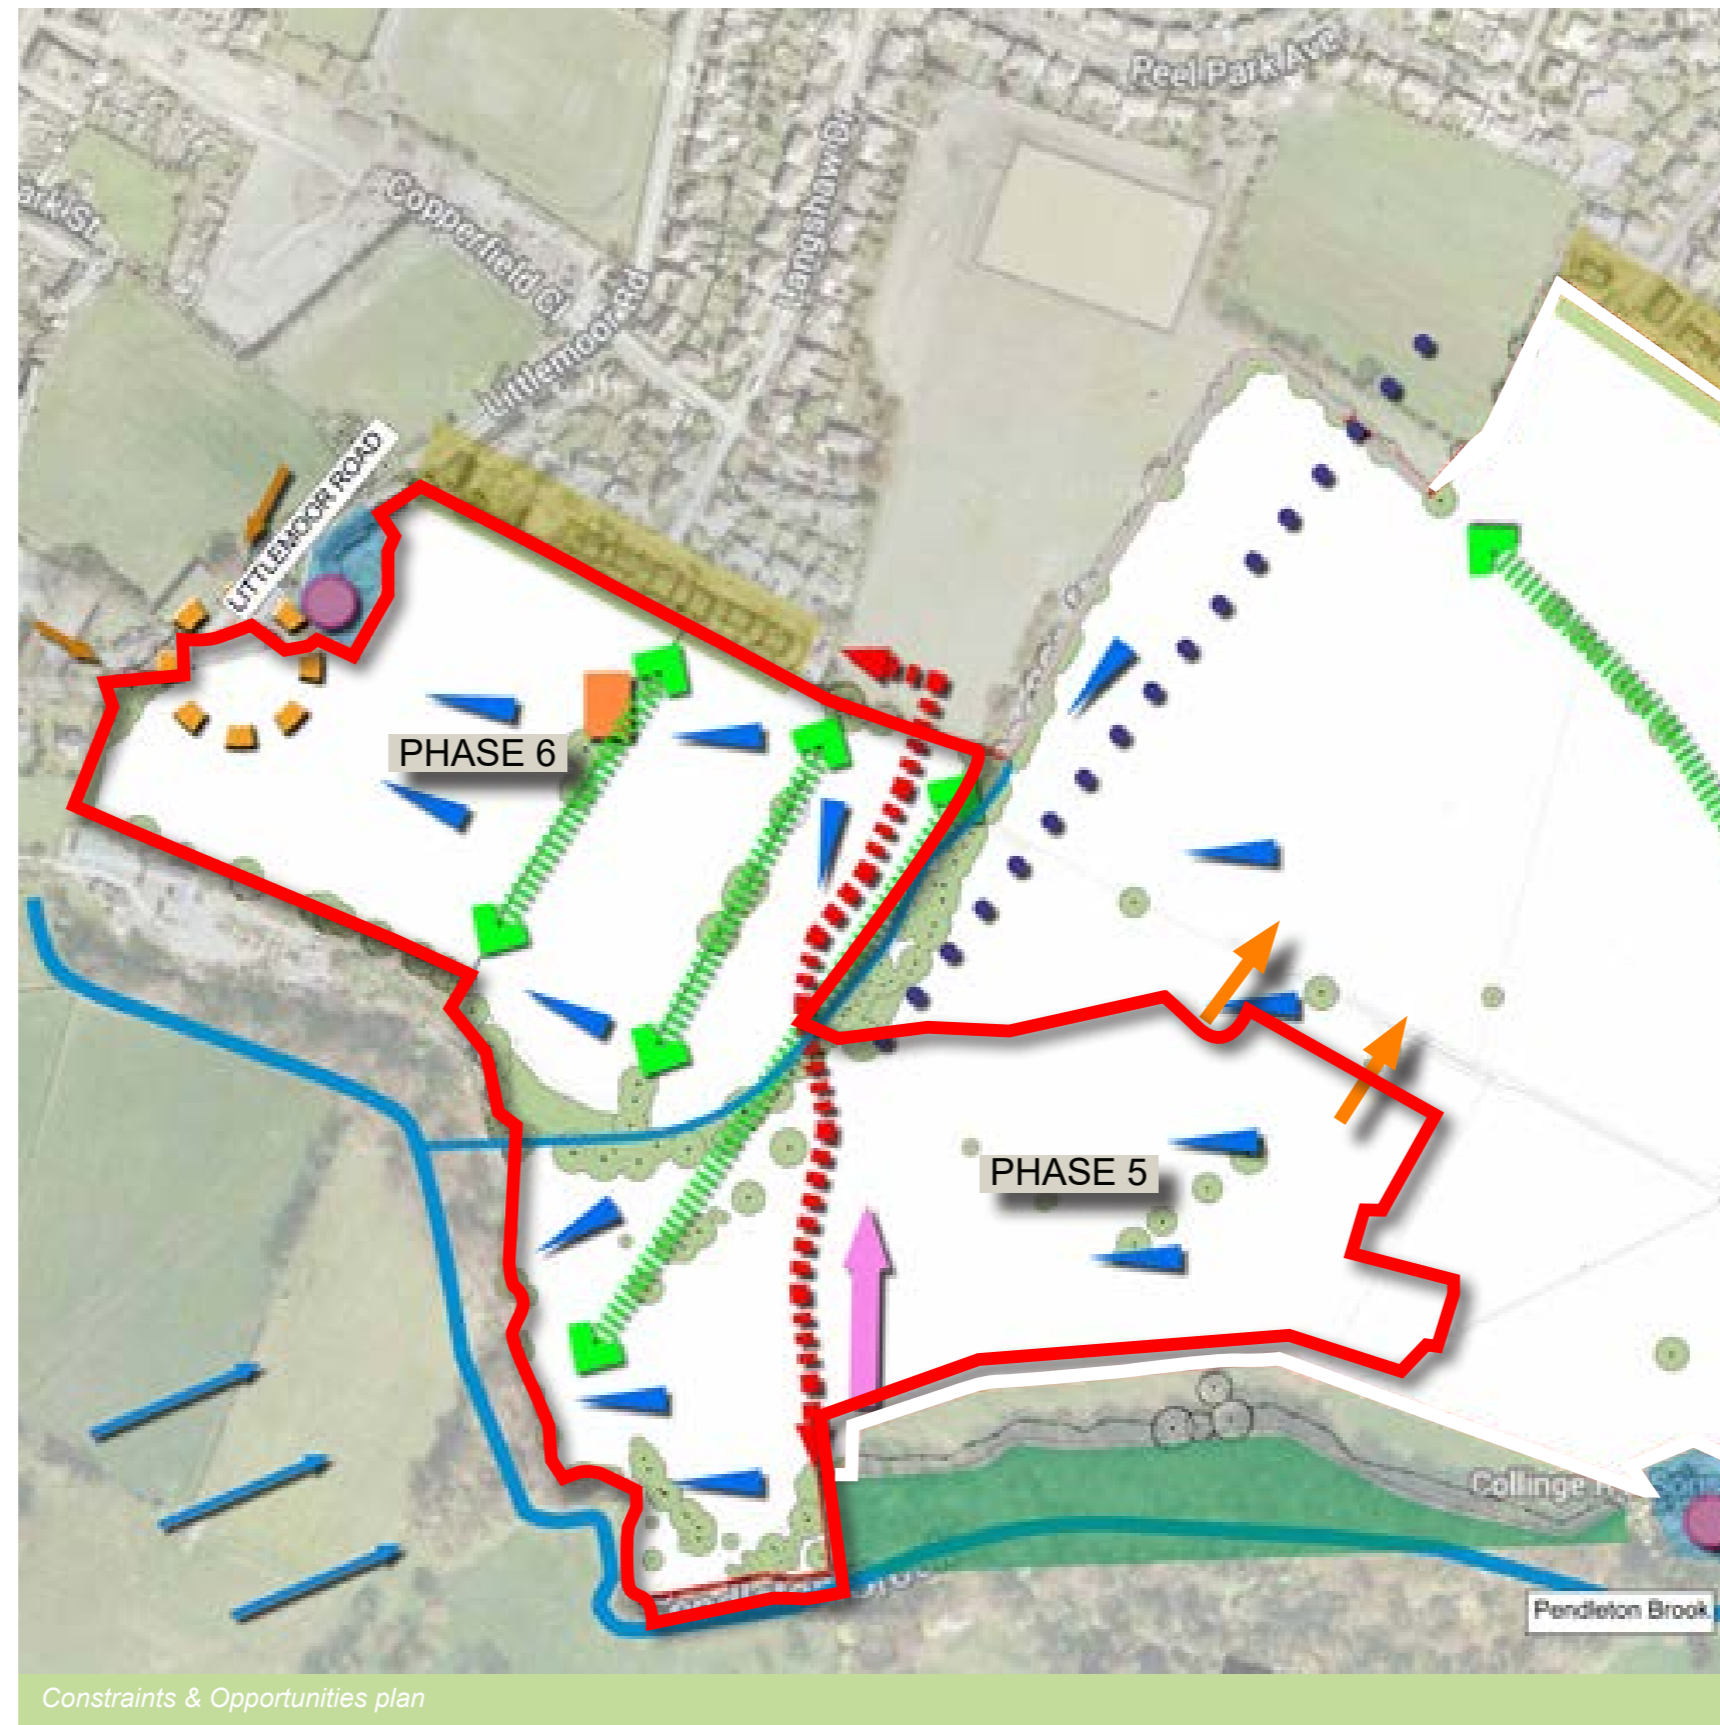 Peel Park Ave
Langshaw Dr
Copperfield Cl
Littlemoor Rd
LITTLEMOOR ROAD
PHASE 6
PHASE 5
Collinge
Pendleton Brook
Constraints & Opportunities plan